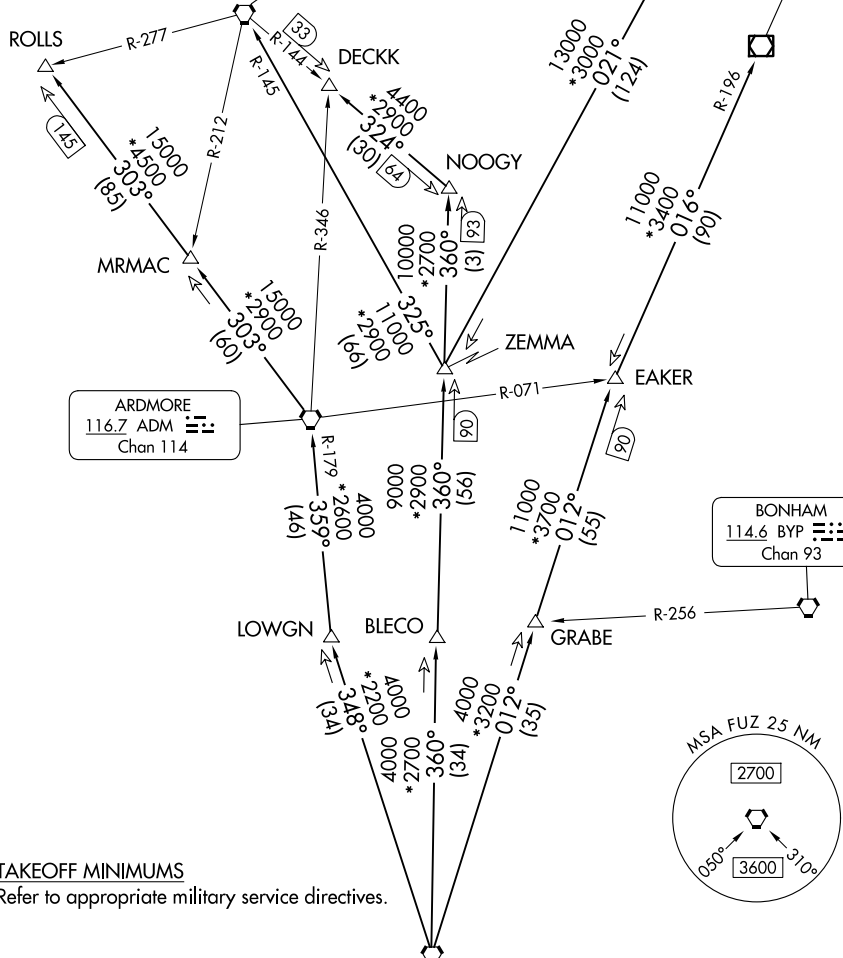 ROLLS
R-277
33
R-144
DECKK
R-145
13000
*3000
021°
(124)
R-196
145
15000
*4500
303°
(85)
R-212
4400
*2900
324°
(30)
64
NOOGY
93
11000
*3400
016°
(90)
R-346
10000
*2700
360°
(3)
MRMAC
15000
*2900
303°
(60)
325°
11000
*2900
(66)
ZEMMA
EAKER
R-071
ARDMORE
116.7 ADM
Chan 114
90
90
R-179
4000
*2600
359°
(46)
9000
*2900
360°
(56)
11000
*3700
012°
(55)
BONHAM
114.6 BYP
Chan 93
R-256
LOWGN
BLECO
GRABE
4000
*2200
348°
(34)
4000
*2700
360°
(34)
4000
*3200
012°
(35)
MSA FUZ 25 NM
2700
050°
310°
3600
TAKEOFF MINIMUMS
Refer to appropriate military service directives.